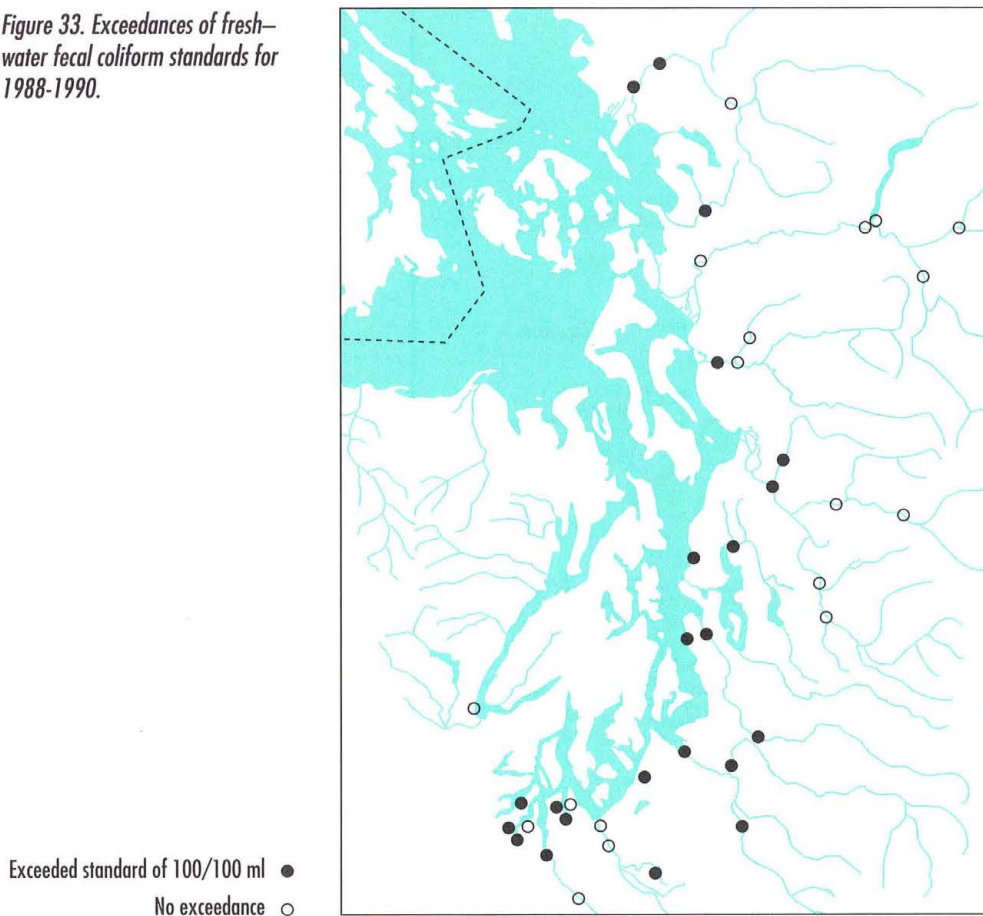 Figure 33. Exceedances of fresh–
water fecal coliform standards for
1988-1990.
Exceeded standard of 100/100 ml
No exceedance